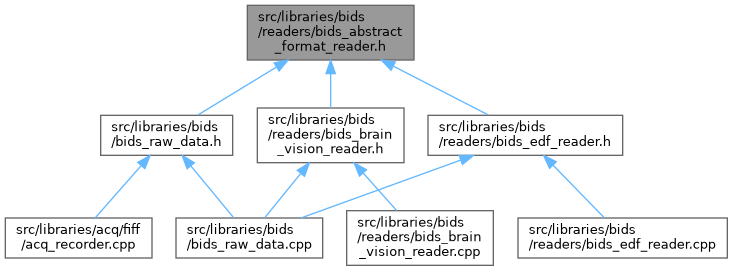 src/libraries/bids
/readers/bids_abstract
_format_reader.h
src/libraries/bids
/bids_raw_data.h
src/libraries/bids
/readers/bids_brain
_vision_reader.h
src/libraries/bids
/readers/bids_edf_reader.h
src/libraries/acq/fiff
/acq_recorder.cpp
src/libraries/bids
/bids_raw_data.cpp
src/libraries/bids
/readers/bids_brain
_vision_reader.cpp
src/libraries/bids
/readers/bids_edf_reader.cpp